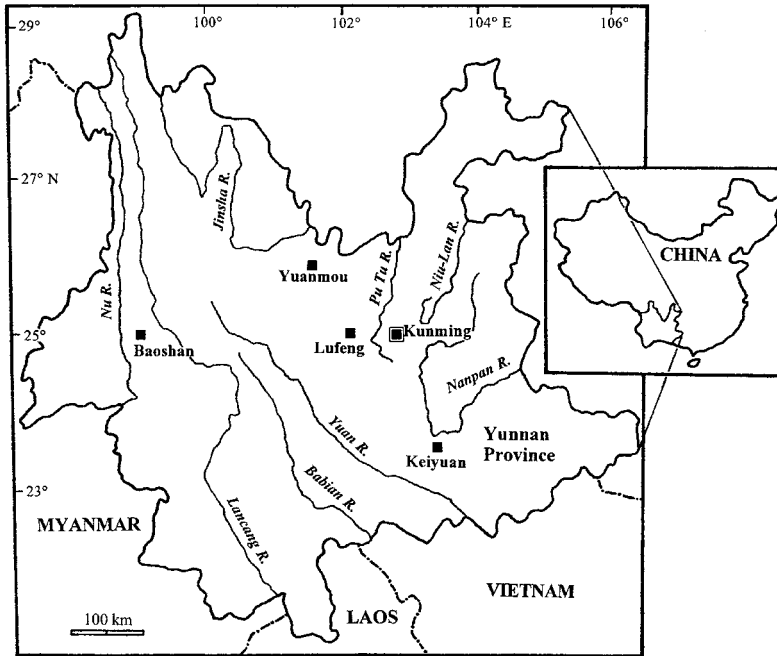 100°
102°
104° E
106°
29°
27° N
25°
23°
Jinsha R.
Nu R.
Pu Tu R.
Niu-Lan R.
Yuanmou
CHINA
Baoshan
Lufeng
Kunming
Nanpan R.
Yuan R.
Babian R.
Lancang R.
Keiyuan
Yunnan
Province
MYANMAR
LAOS
VIETNAM
100 km